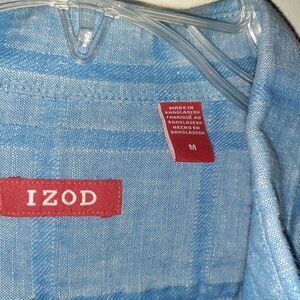 MADE IN
BANGLADESH
FABRIQUÉ AU
BANGLADESH
HECHO EN
BANGLADESH
M
IZOD